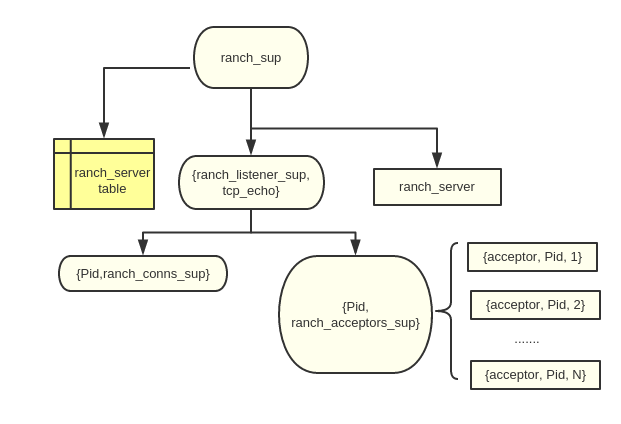 ranch_sup
ranch_server
table
{ranch_listener_sup,
tcp_echo}
ranch_server
{Pid,ranch_conns_sup}
{Pid,
ranch_acceptors_sup}
{acceptor, Pid, 1}
{acceptor, Pid, 2}
.......
{acceptor, Pid, N}